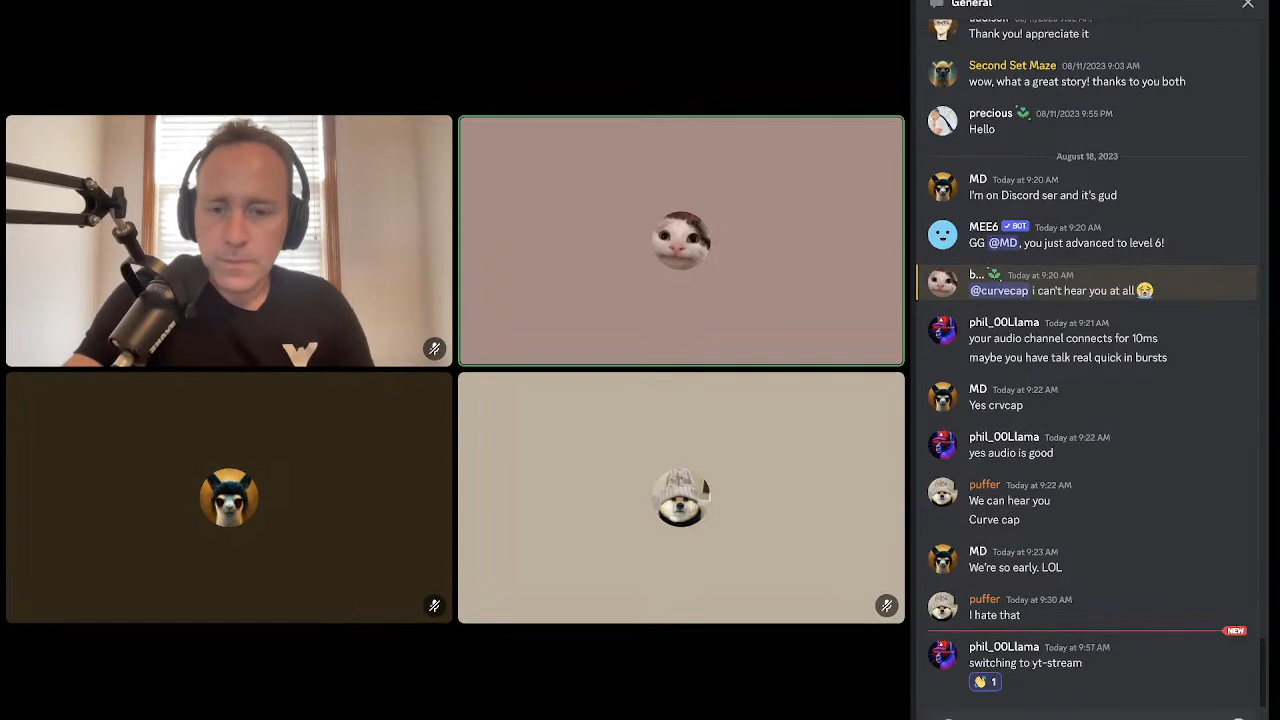 General
Thank you! appreciate it
Second Set Maze 08/11/2023 9:03 AM
wow, what a great story! thanks to you both
precious 08/11/2023 9:55 PM
Hello
August 18, 2023
MD Today at 9:20 AM
I'm on Discord ser and it's gud
MEE6 ✓ BOT Today at 9:20 AM
GG @MD, you just advanced to level 6!
b... Today at 9:20 AM
@curvecap i can't hear you at all 😭
phil_00Llama Today at 9:21 AM
your audio channel connects for 10ms
maybe you have talk real quick in bursts
MD Today at 9:22 AM
Yes crvcap
phil_00Llama Today at 9:22 AM
yes audio is good
puffer Today at 9:22 AM
We can hear you
Curve cap
MD Today at 9:23 AM
We're so early. LOL
puffer Today at 9:30 AM
I hate that
NEW
phil_00Llama Today at 9:57 AM
switching to yt-stream
👏 1